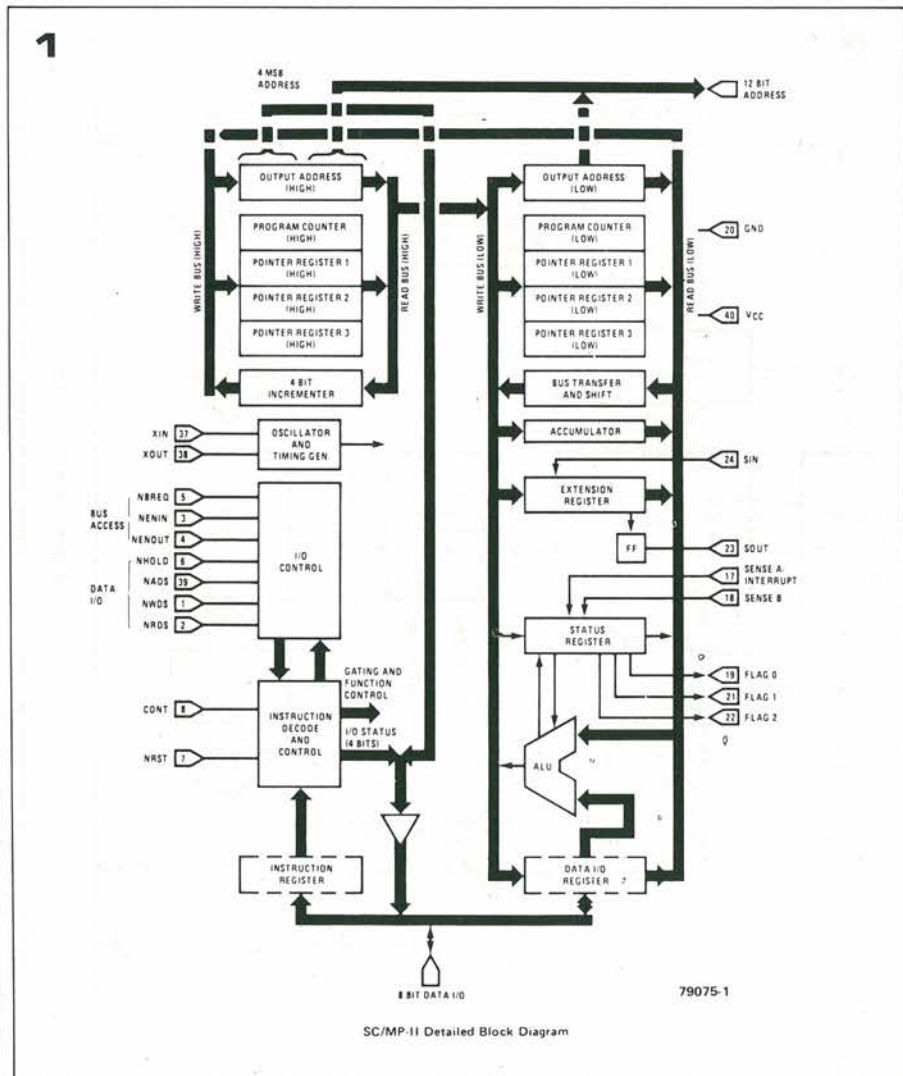 1
4 MSB
ADDRESS
12 BIT
ADDRESS
OUTPUT ADDRESS
(HIGH)
OUTPUT ADDRESS
(LOW)
WRITE BUS (HIGH)
READ BUS (HIGH)
WRITE BUS (LOW)
READ BUS (LOW)
PROGRAM COUNTER
(HIGH)
POINTER REGISTER 1
(HIGH)
POINTER REGISTER 2
(HIGH)
POINTER REGISTER 3
(HIGH)
PROGRAM COUNTER
(LOW)
POINTER REGISTER 1
(LOW)
POINTER REGISTER 2
(LOW)
POINTER REGISTER 3
(LOW)
20 GND
40 VCC
4 BIT
INCREMENTER
BUS TRANSFER
AND SHIFT
XIN 37
XOUT 38
OSCILLATOR
AND
TIMING GEN.
ACCUMULATOR
24 SIN
EXTENSION
REGISTER
FF
23 SOUT
BUS
ACCESS
NBREQ 5
NENIN 3
NENOUT 4
DATA
I/O
NHOLD 6
NADS 39
NWDS 1
NRDS 2
I/O
CONTROL
17 SENSE A/
INTERRUPT
18 SENSE B
STATUS
REGISTER
19 FLAG 0
21 FLAG 1
22 FLAG 2
GATING AND
FUNCTION
CONTROL
I/O STATUS
(4 BITS)
CONT 8
NRST 7
INSTRUCTION
DECODE
AND
CONTROL
ALU
INSTRUCTION
REGISTER
DATA I/O
REGISTER
8 BIT DATA I/O
79075-1
SC/MP-II Detailed Block Diagram